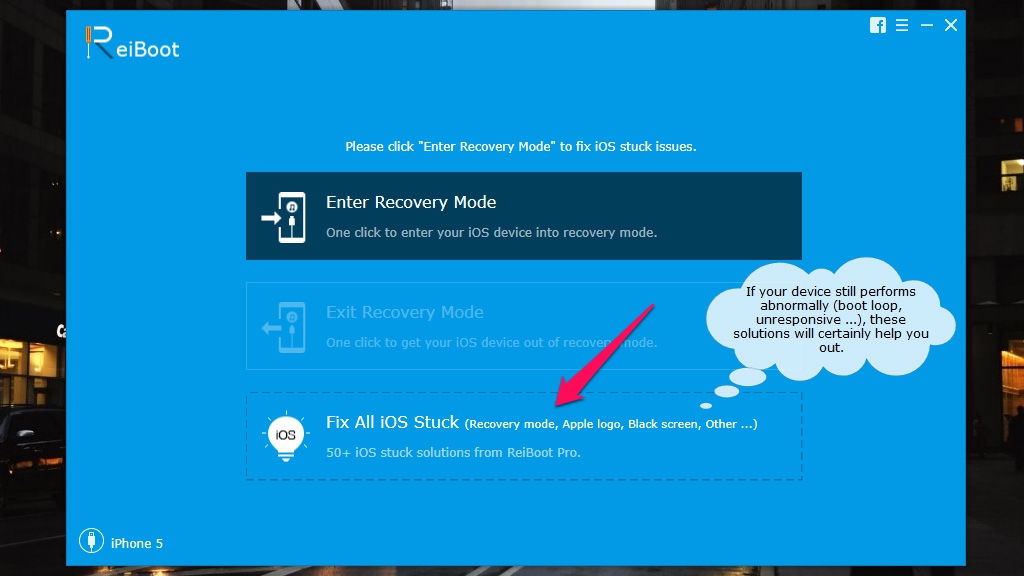 ReiBoot
Please click "Enter Recovery Mode" to fix iOS stuck issues.
Enter Recovery Mode
One click to enter your iOS device into recovery mode.
If your device still performs
abnormally (boot loop,
unresponsive ...), these
solutions will certainly help you
out.
Exit Recovery Mode
One click to get your iOS device out of recovery mode.
iOS
Fix All iOS Stuck (Recovery mode, Apple logo, Black screen, Other ...)
50+ iOS stuck solutions from ReiBoot Pro.
iPhone 5